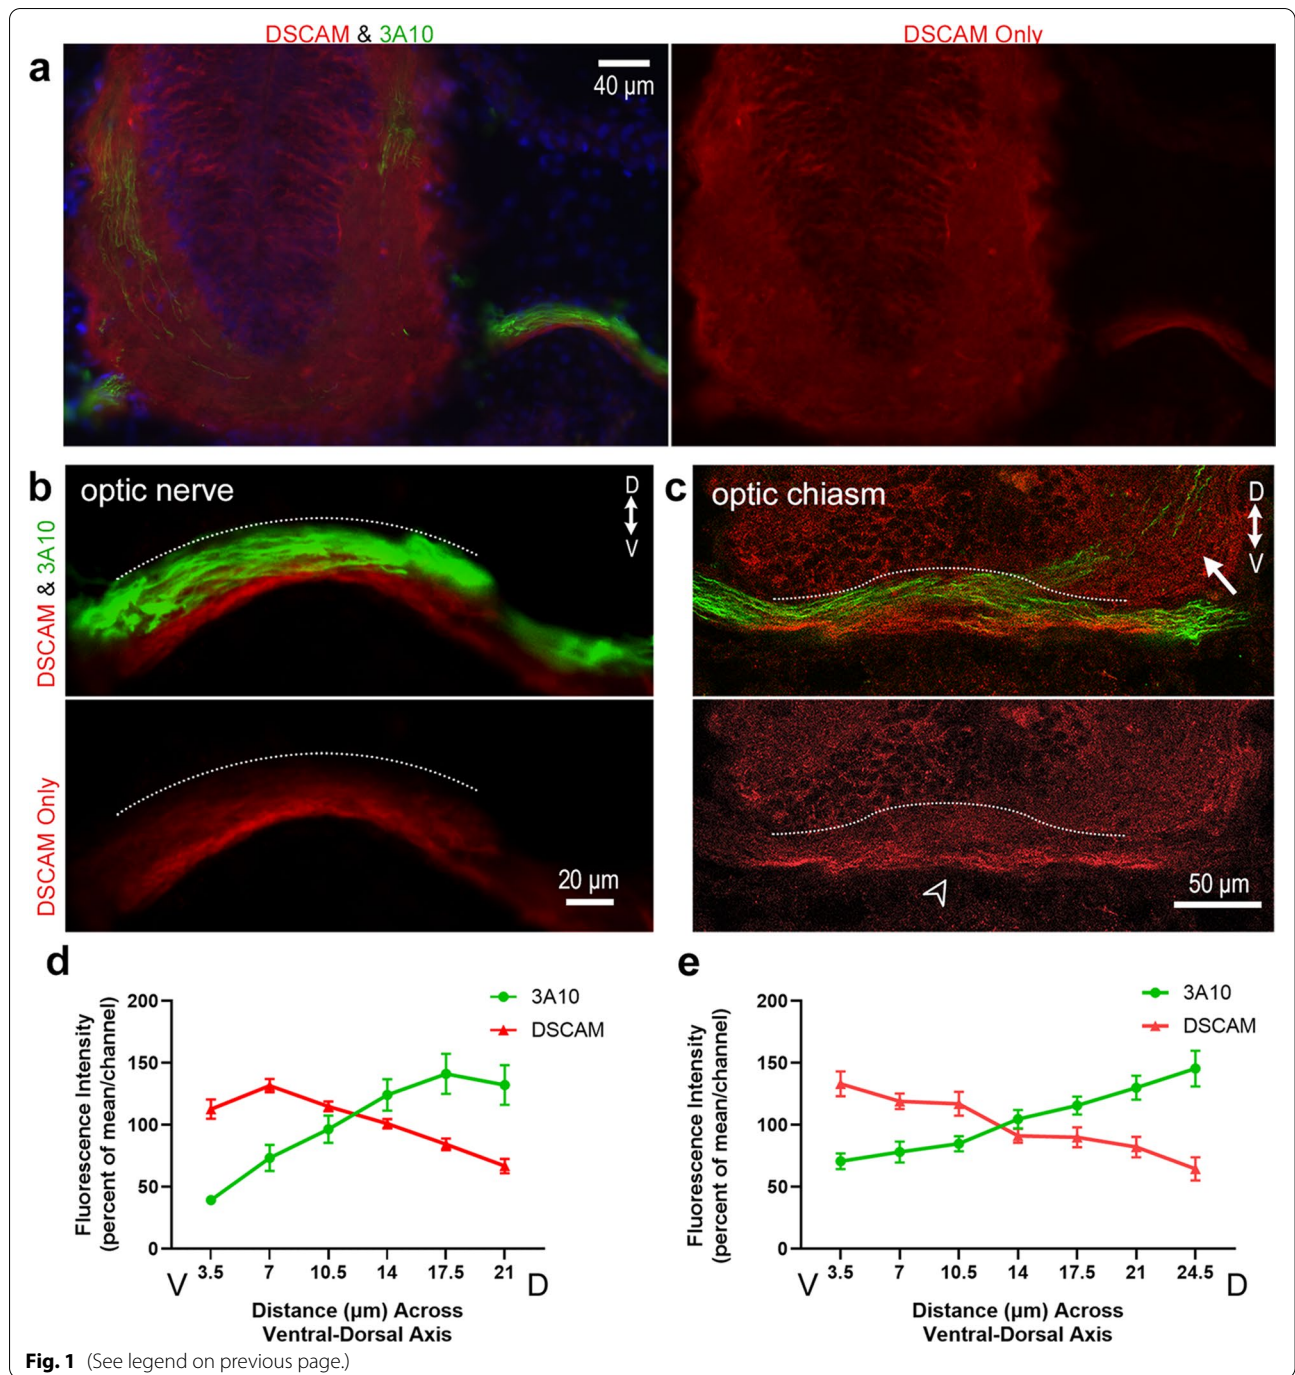 DSCAM & 3A10
DSCAM Only
a
40 µm
b
optic nerve
D
V
c
optic chiasm
D
V
DSCAM & 3A10
DSCAM Only
20 µm
50 µm
d
3A10
DSCAM
Fluorescence Intensity
(percent of mean/channel)
200
150
100
50
0
V
3.5 7 10.5 14 17.5 21
D
Distance (µm) Across
Ventral-Dorsal Axis
e
3A10
DSCAM
Fluorescence Intensity
(percent of mean/channel)
200
150
100
50
0
V
3.5 7 10.5 14 17.5 21 24.5
D
Distance (µm) Across
Ventral-Dorsal Axis
Fig. 1 (See legend on previous page.)